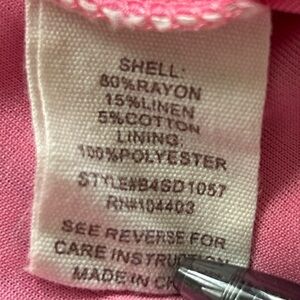 SHELL:
80%RAYON
15%LINEN
5%COTTON
LINING:
100%POLYESTER
STYLE#B4SD1057
RN#104403
SEE REVERSE FOR
CARE INSTRUCTION
MADE IN